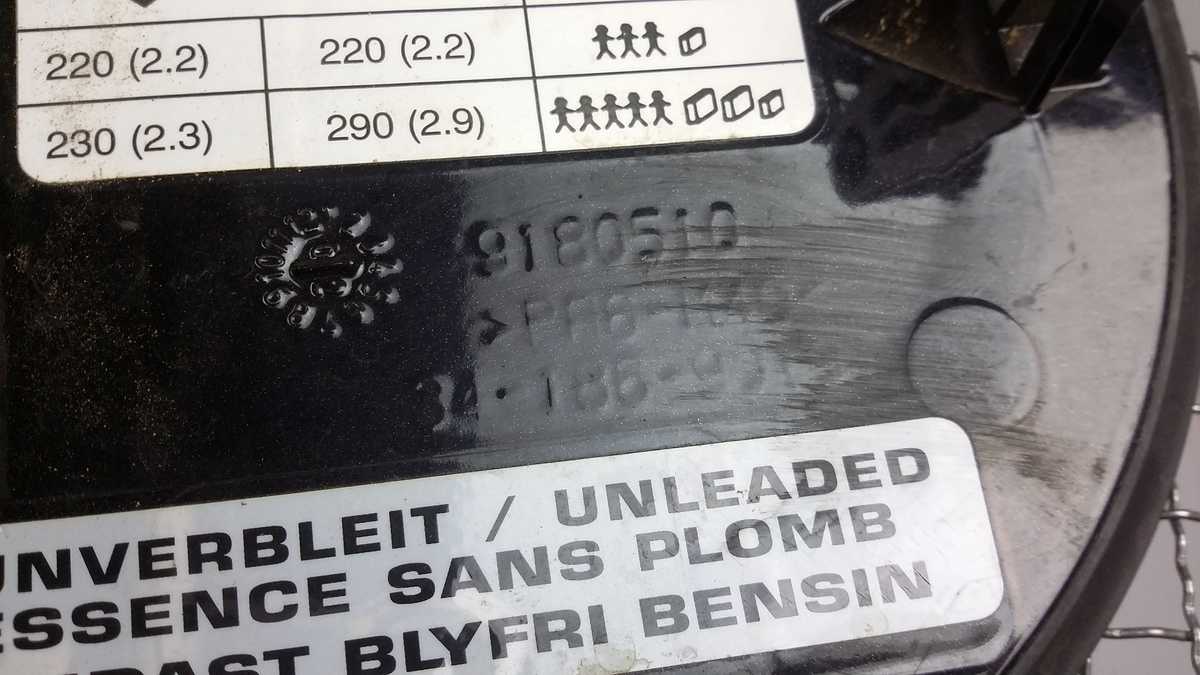 220 (2.2) 220 (2.2)
230 (2.3) 290 (2.9)
9180510
UNVERBLEIT / UNLEADED
ESSENCE SANS PLOMB
BLYFRI BENSIN